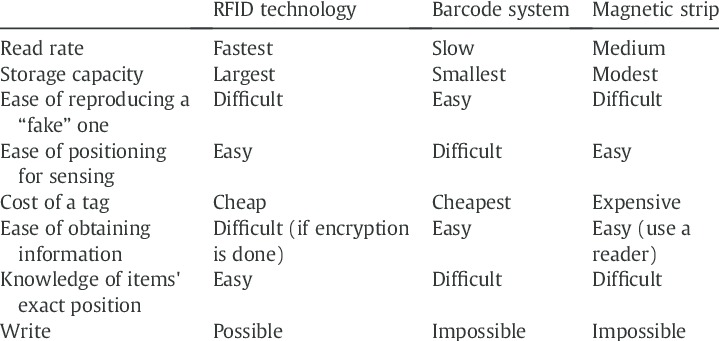 RFID technology Barcode system Magnetic strip
Read rate Fastest Slow Medium
Storage capacity Largest Smallest Modest
Ease of reproducing a Difficult Easy Difficult
“fake” one
Ease of positioning Easy Difficult Easy
for sensing
Cost of a tag Cheap Cheapest Expensive
Ease of obtaining Difficult (if encryption Easy Easy (use a
information is done) reader)
Knowledge of items' Easy Difficult Difficult
exact position
Write Possible Impossible Impossible